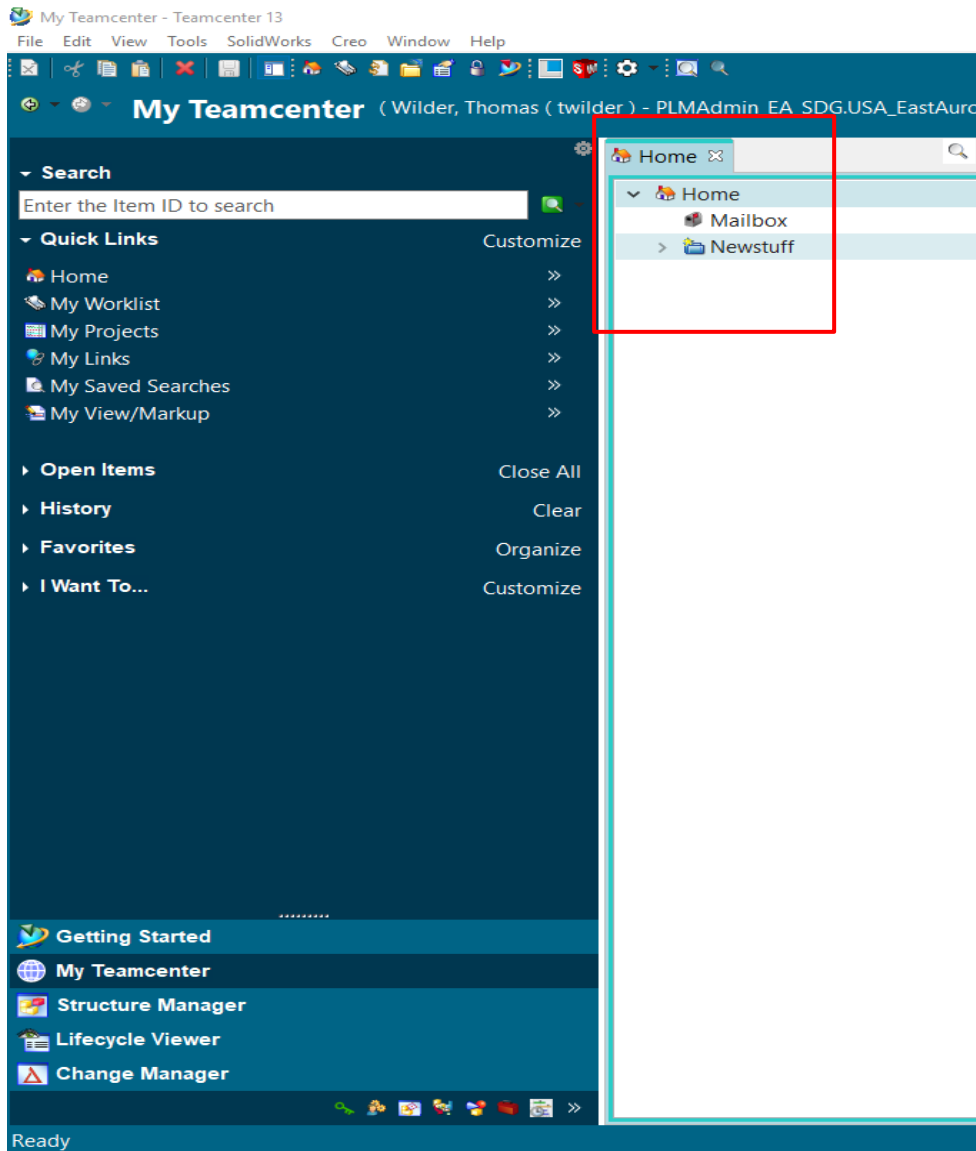 My Teamcenter - Teamcenter 13
File Edit View Tools SolidWorks Creo Window Help
My Teamcenter ( Wilder, Thomas ( twilder ) - PLMAdmin EA SDG.USA_EastAuro
Search
Enter the Item ID to search
Quick Links Customize
Home »
My Worklist »
My Projects »
My Links »
My Saved Searches »
My View/Markup »
Open Items Close All
History Clear
Favorites Organize
I Want To... Customize
Getting Started
My Teamcenter
Structure Manager
Lifecycle Viewer
Change Manager
»
Ready
Home
Home
Mailbox
Newstuff